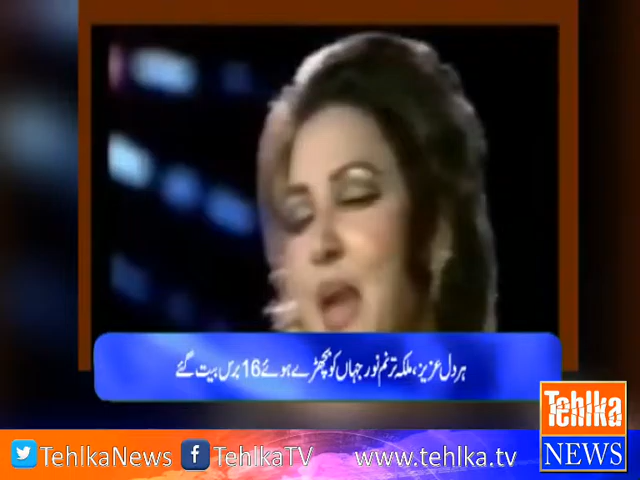 ہر دل عزیز، ملکہ ترنم نور جہاں کو بچھڑے ہوئے 16 برس بیت گئے
Tehlka
NEWS
TehlkaNews TehlkaTV www.tehlka.tv